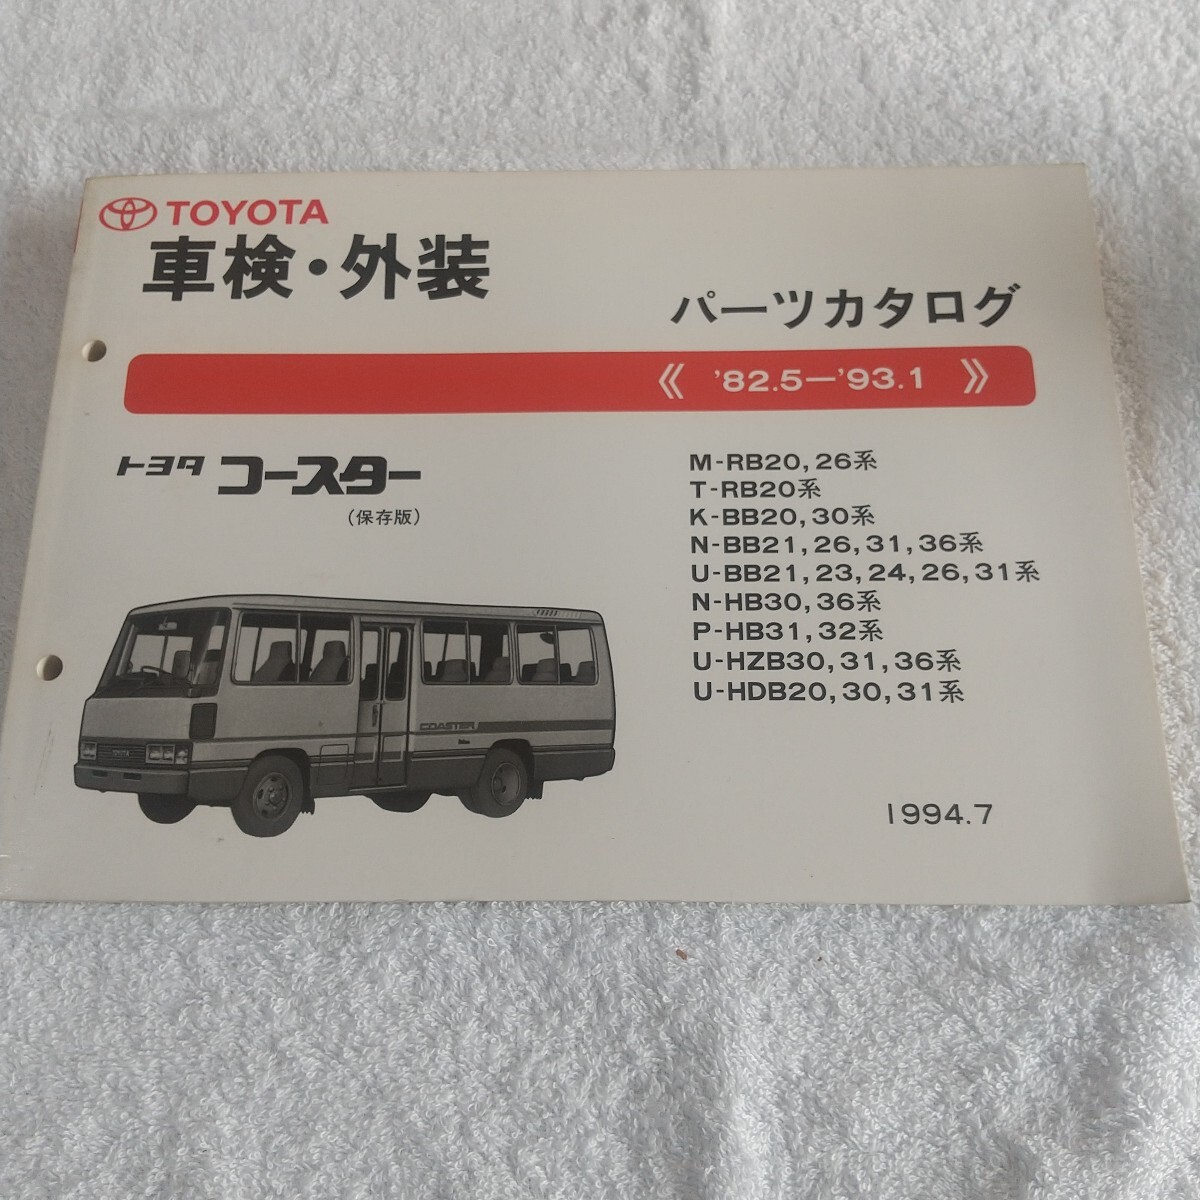 TOYOTA
車検・外装
パーツカタログ
《 '82.5—'93.1 》
トヨタ コースター
(保存版)
M-RB20, 26系
T-RB20系
K-BB20, 30系
N-BB21, 26, 31, 36系
U-BB21, 23, 24, 26, 31系
N-HB30, 36系
P-HB31, 32系
U-HZB30, 31, 36系
U-HDB20, 30, 31系
COASTER
TOYOTA
1994.7